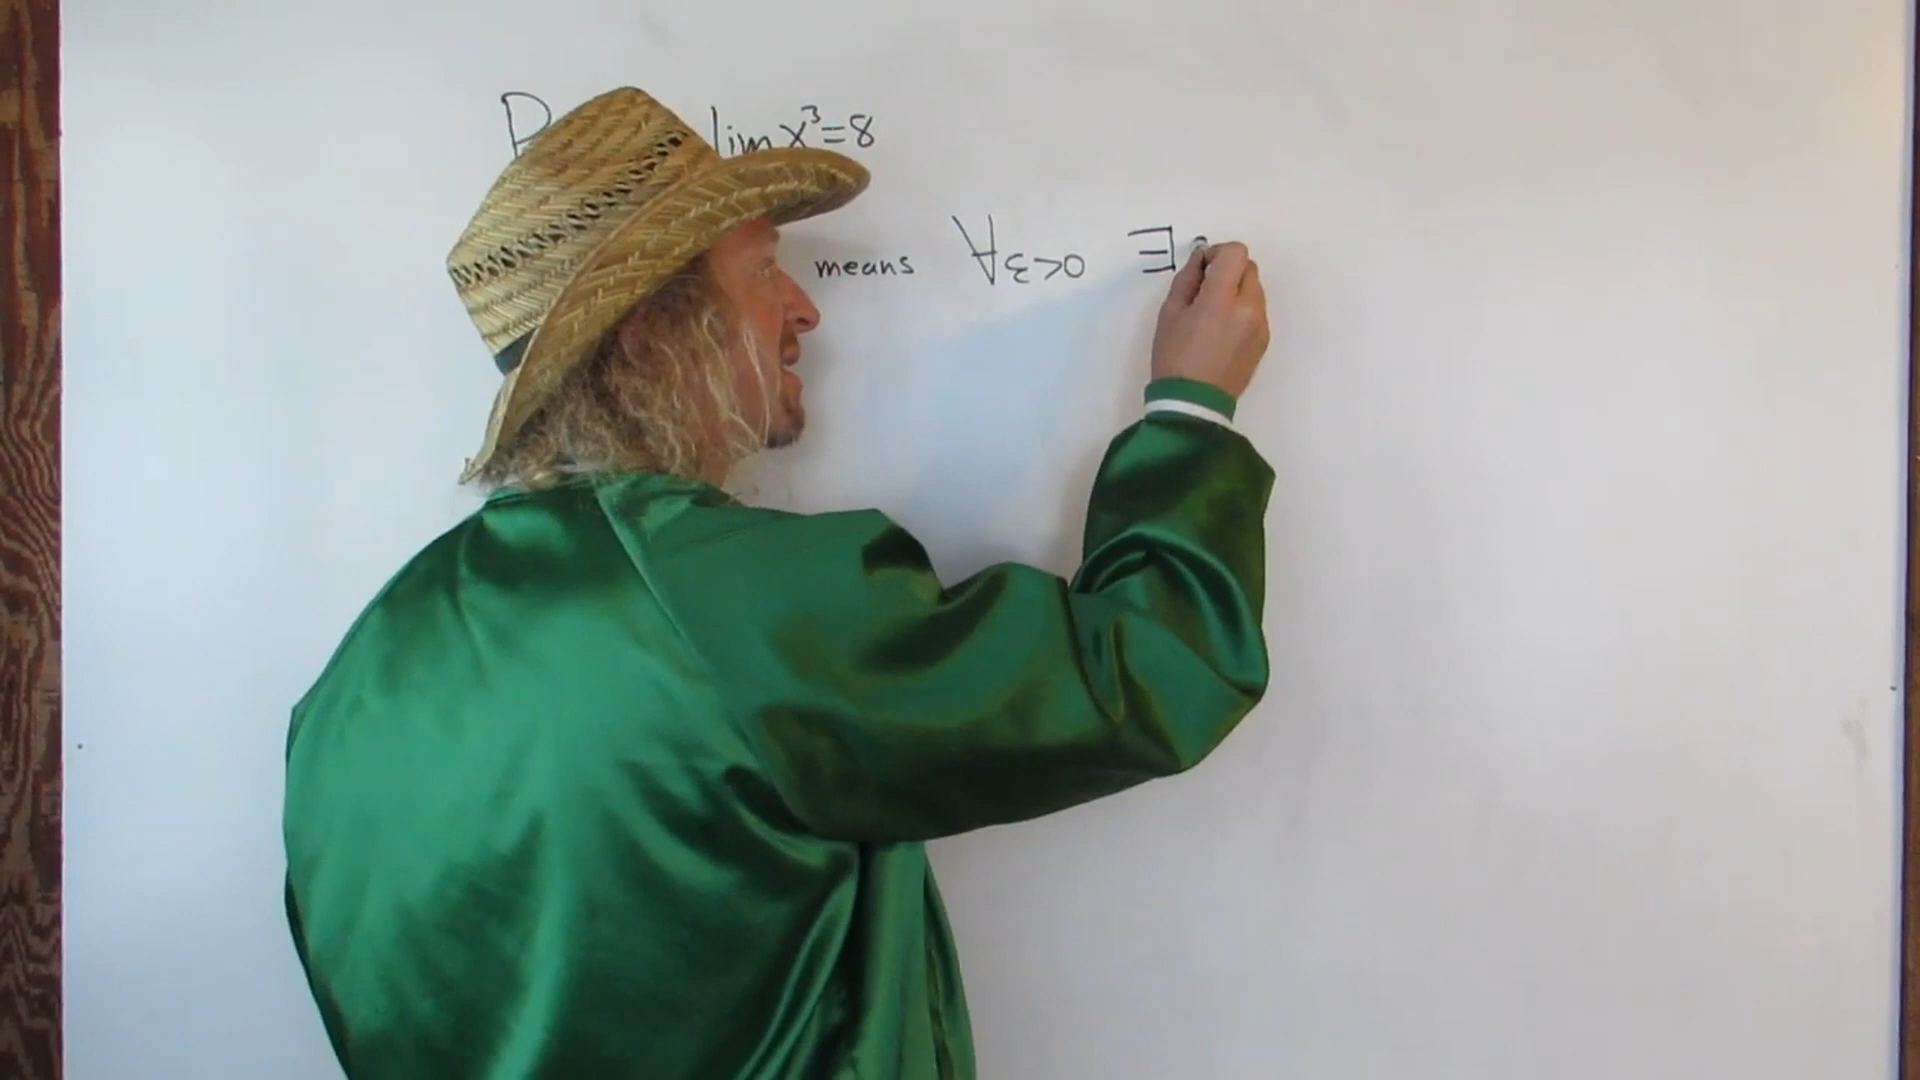 lim x³=8
means ∀ε>0 ∃